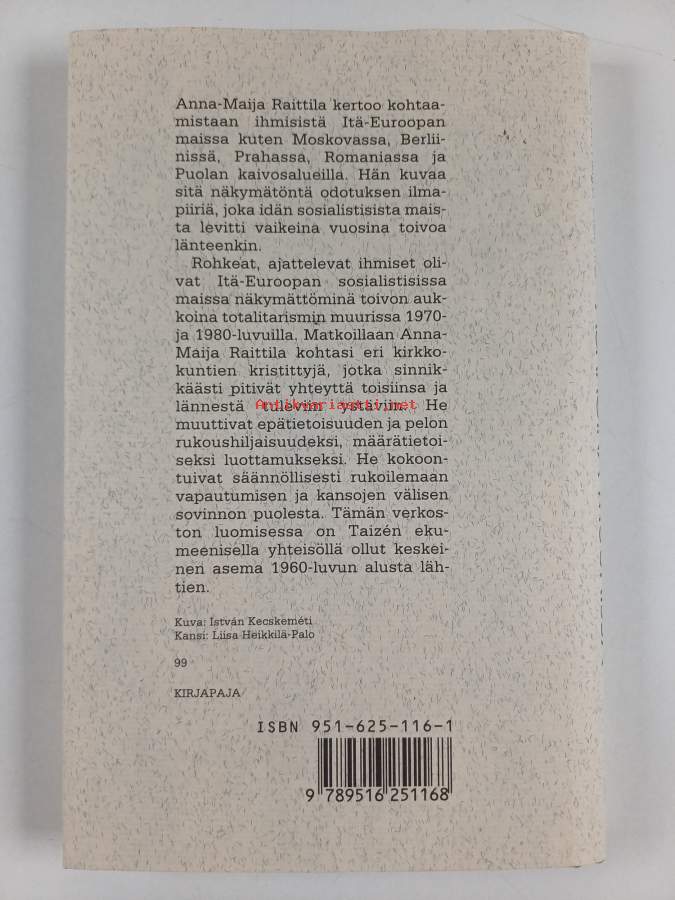 Anna-Maija Raittila kertoo kohtaa-
mistaan ihmisistä Itä-Euroopan
maissa kuten Moskovassa, Berlii-
nissä, Prahassa, Romaniassa ja
Puolan kaivosalueilla. Hän kuvaa
sitä näkymätöntä odotuksen ilma-
piiriä, joka idän sosialistisista mais-
ta levitti vaikeina vuosina toivoa
länteenkin.
Rohkeat, ajattelevat ihmiset oli-
vat Itä-Euroopan sosialistisissa
maissa näkymättöminä toivon auk-
koina totalitarismin muurissa 1970-
ja 1980-luvuilla. Matkoillaan Anna-
Maija Raittila kohtasi eri kirkko-
kuntien kristittyjä, jotka sinnik-
käästi pitivät yhteyttä toisiinsa ja
lännestä tuleviin ystäviin. He
Antikvariaatti.net
muuttivat epätietoisuuden ja pelon
rukoushiljaisuudeksi, määrätietoi-
seksi luottamukseksi. He kokoon-
tuivat säännöllisesti rukoilemaan
vapautumisen ja kansojen välisen
sovinnon puolesta. Tämän verkos-
ton luomisessa on Taizén eku-
meenisella yhteisöllä ollut keskei-
nen asema 1960-luvun alusta läh-
tien.
Kuva: István Kecskeméti
Kansi: Liisa Heikkilä-Palo
99
KIRJAPAJA
ISBN 951-625-116-1
9 789516 251168